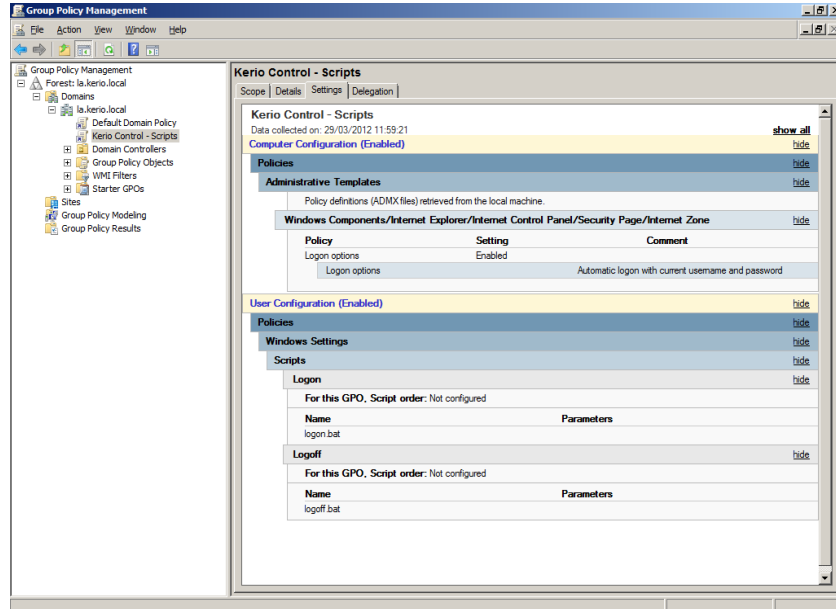 Group Policy Management
File Action View Window Help
Group Policy Management
Forest: la.kerio.local
Domains
la.kerio.local
Default Domain Policy
Kerio Control - Scripts
Domain Controllers
Group Policy Objects
WMI Filters
Starter GPOs
Sites
Group Policy Modeling
Group Policy Results
Kerio Control - Scripts
Scope Details Settings Delegation
Kerio Control - Scripts
Data collected on: 29/03/2012 11:59:21 show all
Computer Configuration (Enabled) hide
Policies hide
Administrative Templates hide
Policy definitions (ADMX files) retrieved from the local machine.
Windows Components/Internet Explorer/Internet Control Panel/Security Page/Internet Zone hide
Policy Setting Comment
Logon options Enabled
Logon options Automatic logon with current username and password
User Configuration (Enabled) hide
Policies hide
Windows Settings hide
Scripts hide
Logon hide
For this GPO, Script order: Not configured
Name Parameters
logon.bat
Logoff hide
For this GPO, Script order: Not configured
Name Parameters
logoff.bat